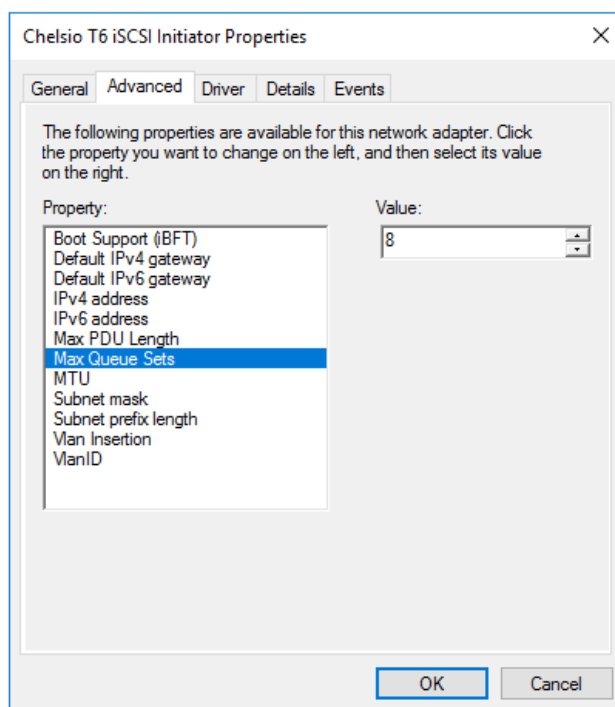 Chelsio T6 iSCSI Initiator Properties
General Advanced Driver Details Events
The following properties are available for this network adapter. Click
the property you want to change on the left, and then select its value
on the right.
Property: Value:
Boot Support (iBFT) 8
Default IPv4 gateway
Default IPv6 gateway
IPv4 address
IPv6 address
Max PDU Length
Max Queue Sets
MTU
Subnet mask
Subnet prefix length
Vlan Insertion
VlanID
OK Cancel